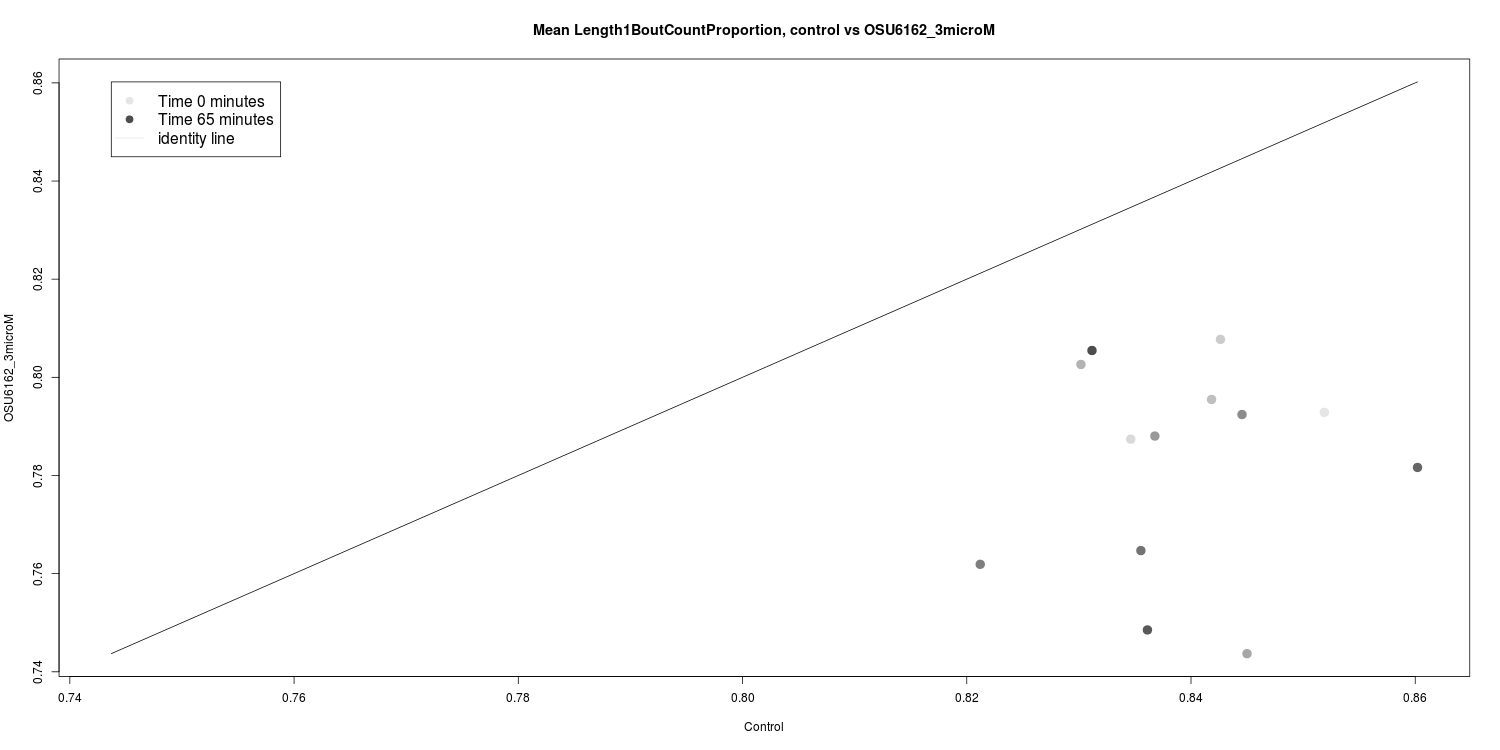 Mean Length1BoutCountProportion, control vs OSU6162_3microM
Time 0 minutes
Time 65 minutes
identity line
OSU6162_3microM
0.86
0.84
0.82
0.80
0.78
0.76
0.74
0.74 0.76 0.78 0.80 0.82 0.84 0.86
Control